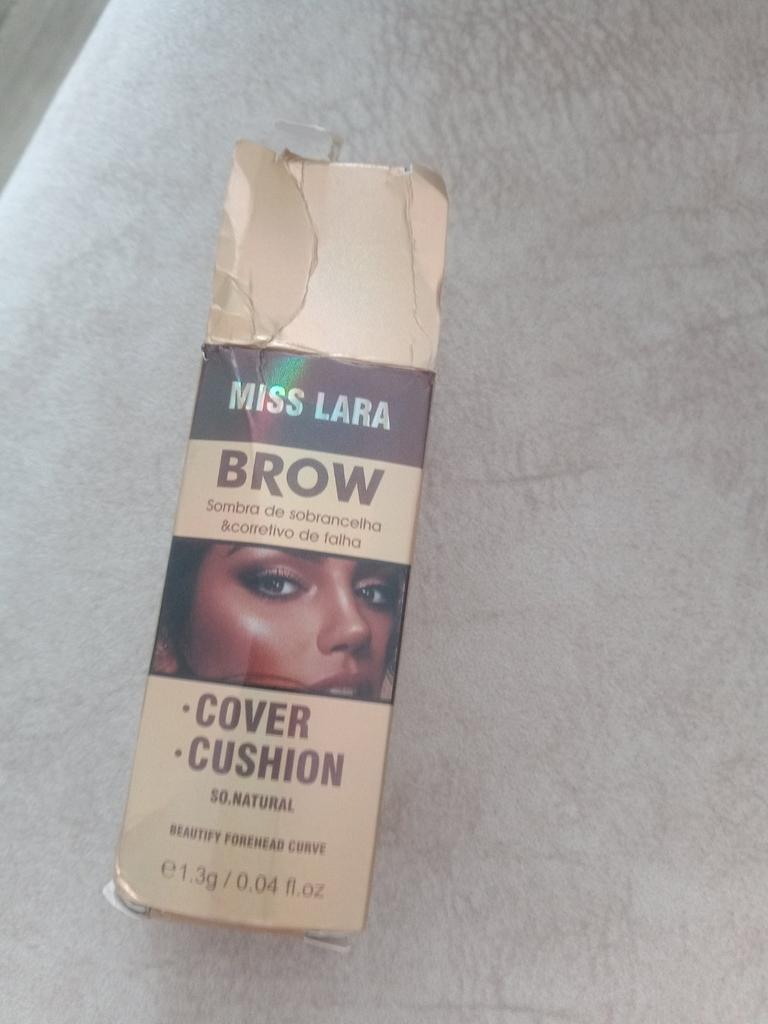 MISS LARA
BROW
Sombra de sobrancelha
&corretivo de falha
·COVER
·CUSHION
SO.NATURAL
BEAUTIFY FOREHEAD CURVE
℮1.3g / 0.04 fl.oz